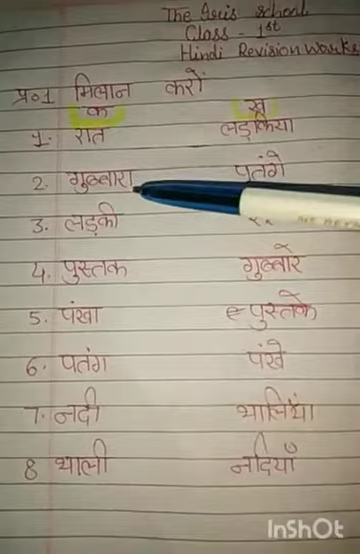 The Iris School
Class - 1st
Hindi Revision Work
प्र०1 मिलान करों
क ख
1. रात लड़किया
2. गुब्बारा पतंगे
3. लड़की
4. पुस्तक गुब्बारे
5. पंखा पुस्तके
6. पतंग पंखे
7. नदी थालियां
8 थाली नदियाँ
InShOt